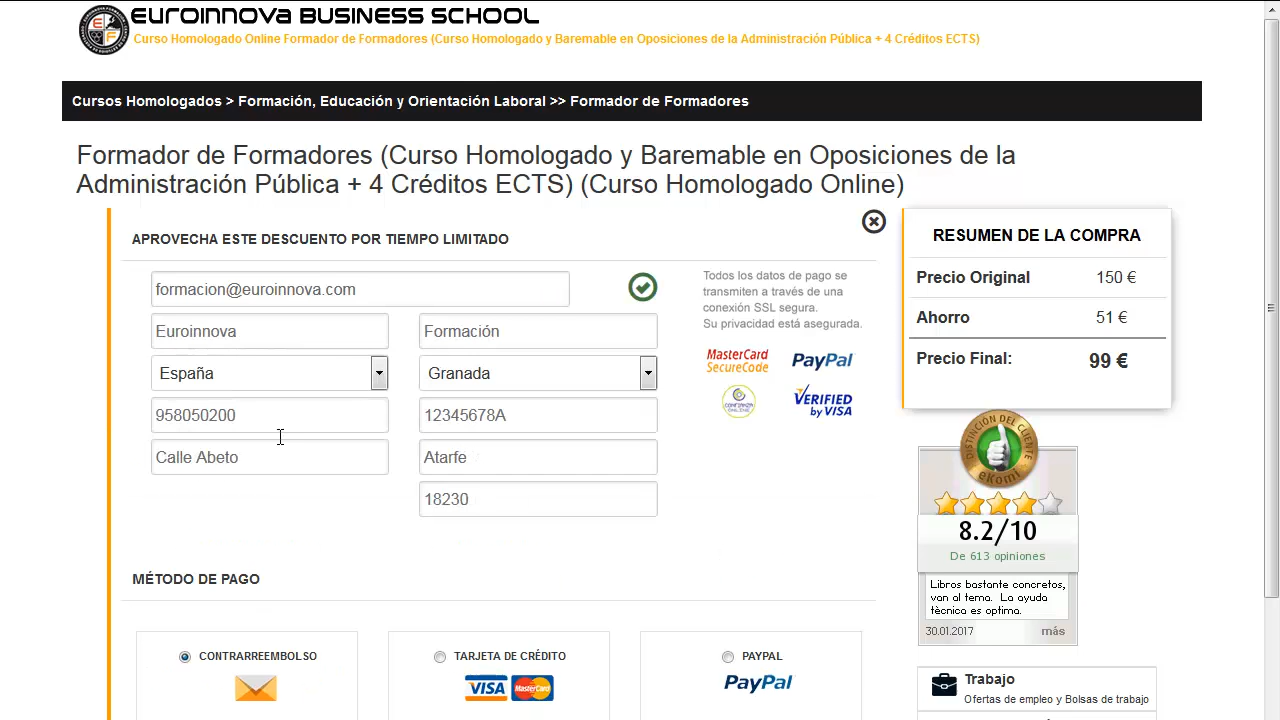 EUROINNOVA BUSINESS SCHOOL
Curso Homologado Online Formador de Formadores (Curso Homologado y Baremable en Oposiciones de la Administración Pública + 4 Créditos ECTS)
Cursos Homologados > Formación, Educación y Orientación Laboral >> Formador de Formadores
Formador de Formadores (Curso Homologado y Baremable en Oposiciones de la
Administración Pública + 4 Créditos ECTS) (Curso Homologado Online)
APROVECHA ESTE DESCUENTO POR TIEMPO LIMITADO
formacion@euroinnova.com
Euroinnova
Formación
España
Granada
958050200
12345678A
Calle Abeto
Atarfe
18230
Todos los datos de pago se
transmiten a través de una
conexión SSL segura.
Su privacidad está asegurada.
MasterCard
SecureCode
PayPal
CONFIANZA
ONLINE
VERIFIED
by VISA
MÉTODO DE PAGO
CONTRARREEMBOLSO
TARJETA DE CRÉDITO
VISA
MasterCard
PAYPAL
PayPal
RESUMEN DE LA COMPRA
Precio Original 150 €
Ahorro 51 €
Precio Final: 99 €
DISTINCIÓN DEL CLIENTE
eKomi
8.2/10
De 613 opiniones
Libros bastante concretos,
van al tema. La ayuda
tècnica es optima.
30.01.2017 más
Trabajo
Ofertas de empleo y Bolsas de trabajo